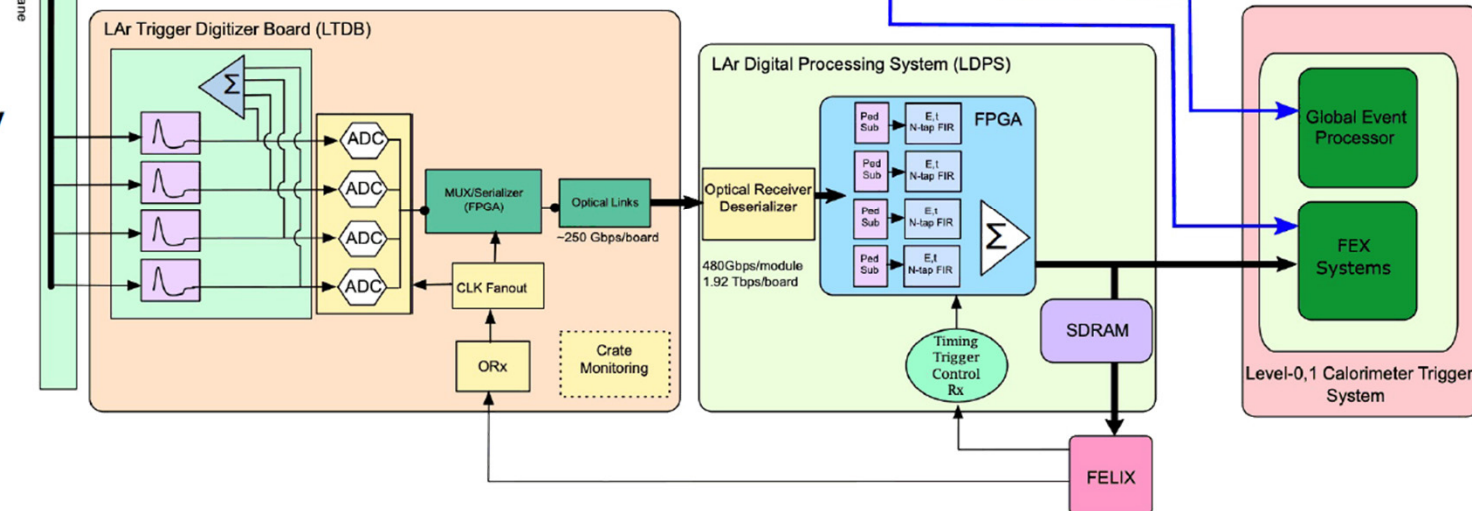 ane
LAr Trigger Digitizer Board (LTDB)
Σ
ADC
ADC
ADC
ADC
MUX/Serializer
(FPGA)
Optical Links
~250 Gbps/board
CLK Fanout
ORx
Crate
Monitoring
LAr Digital Processing System (LDPS)
Optical Receiver
Deserializer
480Gbps/module
1.92 Tbps/board
FPGA
Ped
Sub
E,t
N-tap FIR
Ped
Sub
E,t
N-tap FIR
Ped
Sub
E,t
N-tap FIR
Ped
Sub
E,t
N-tap FIR
Σ
Timing
Trigger
Control
Rx
SDRAM
FELIX
Global Event
Processor
FEX
Systems
Level-0,1 Calorimeter Trigger
System